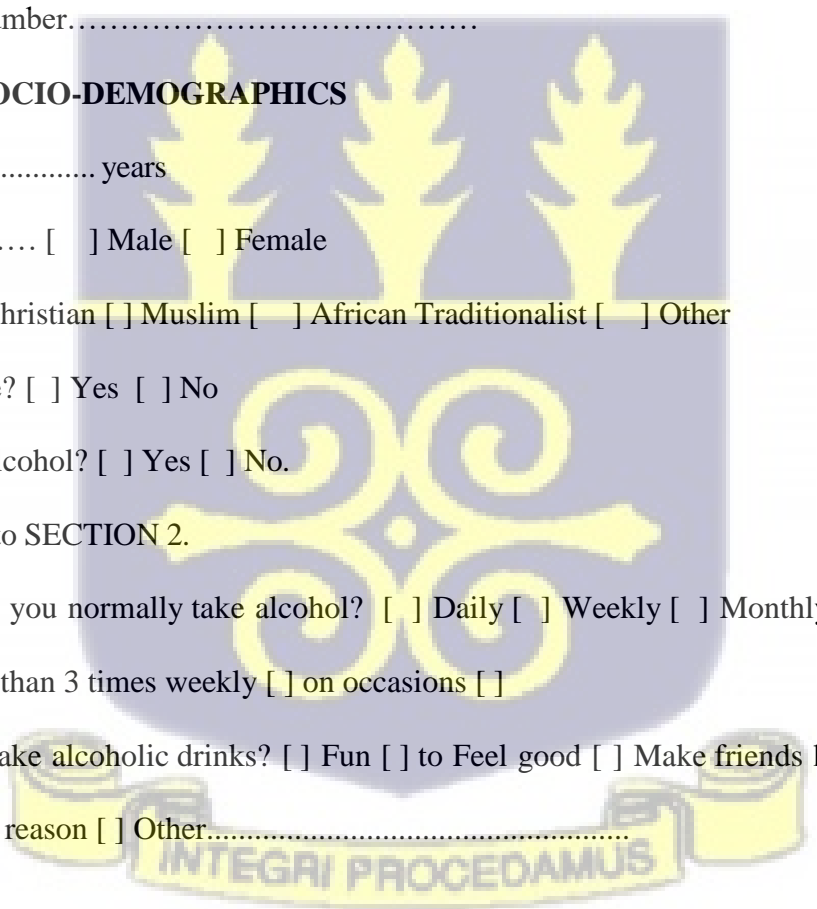 umber…………………………………
OCIO-DEMOGRAPHICS
............. years
…. [ ] Male [ ] Female
hristian [ ] Muslim [ ] African Traditionalist [ ] Other
? [ ] Yes [ ] No
lcohol? [ ] Yes [ ] No.
o SECTION 2.
you normally take alcohol? [ ] Daily [ ] Weekly [ ] Monthly
than 3 times weekly [ ] on occasions [ ]
ake alcoholic drinks? [ ] Fun [ ] to Feel good [ ] Make friends
reason [ ] Other.................................................
INTEGRI PROCEDAMUS